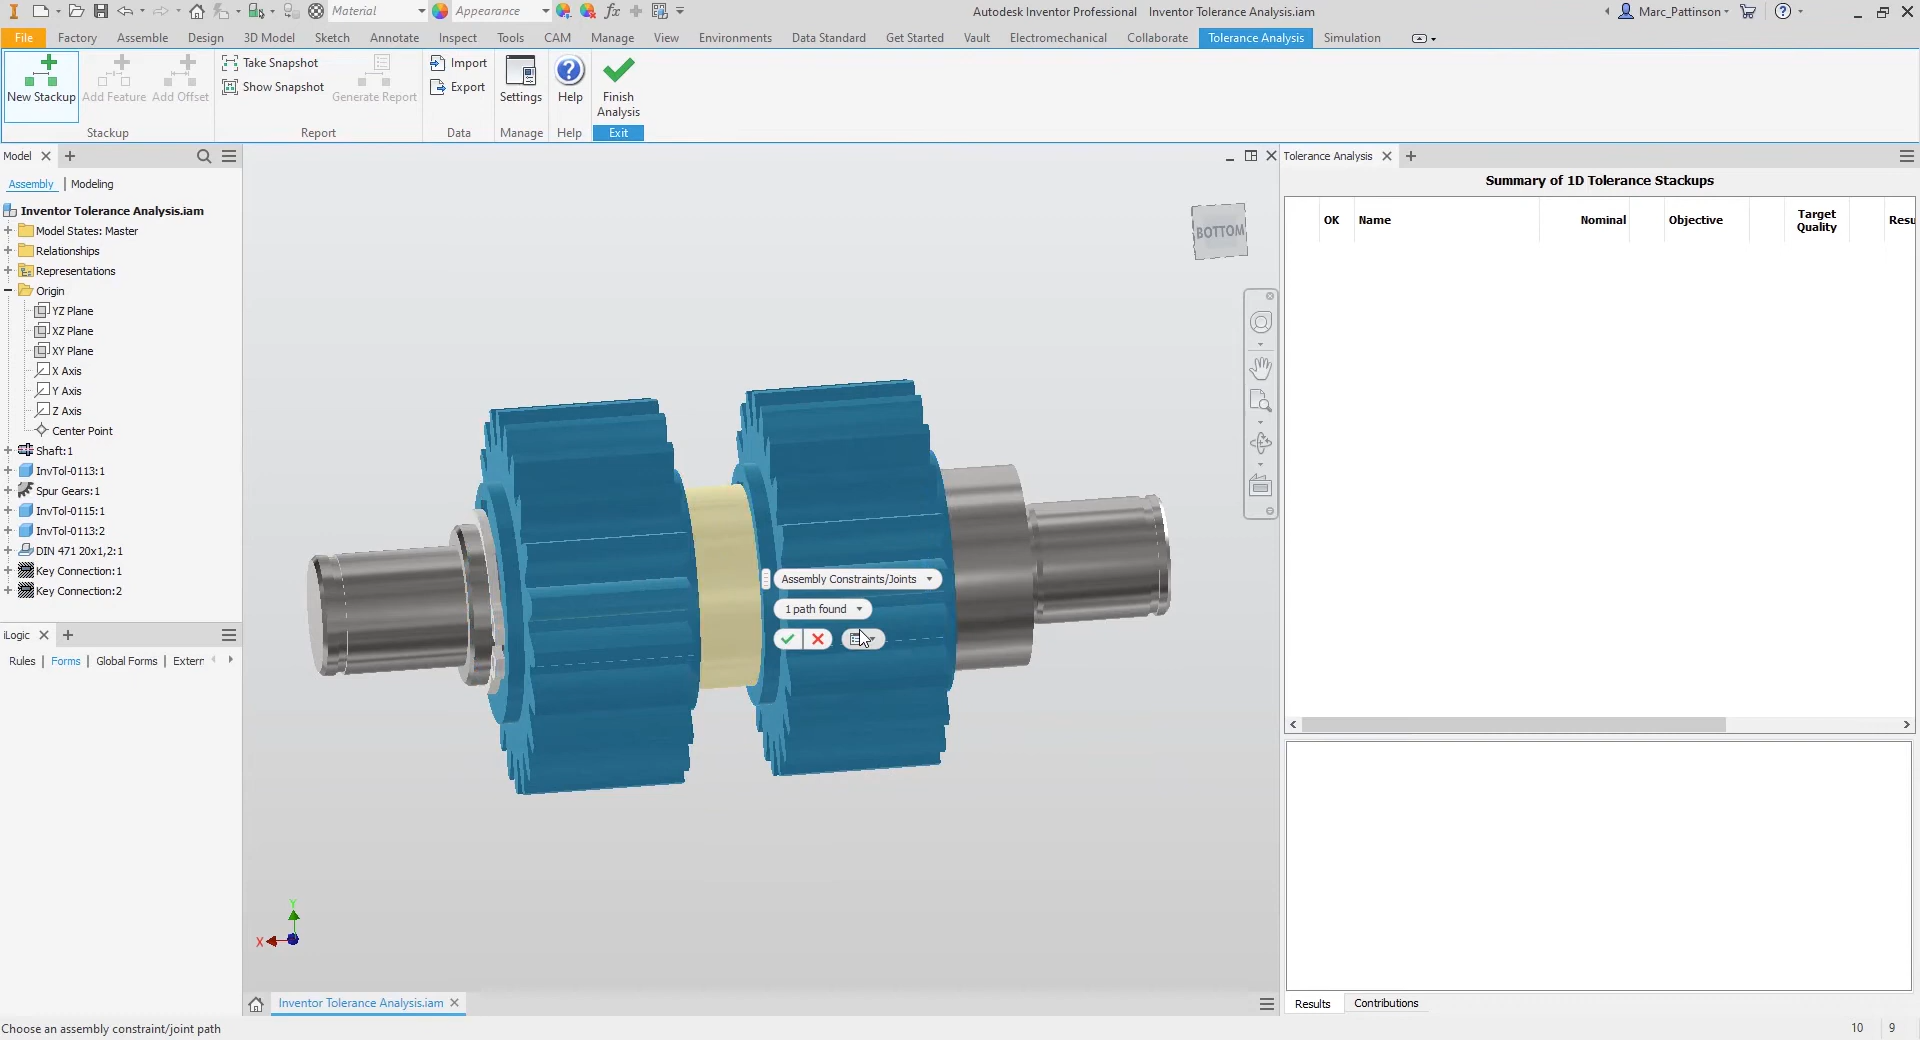 Material
Appearance
Autodesk Inventor Professional Inventor Tolerance Analysis.iam
Marc_Pattinson
File Factory Assemble Design 3D Model Sketch Annotate Inspect Tools CAM Manage View Environments Data Standard Get Started Vault Electromechanical Collaborate Tolerance Analysis Simulation
New Stackup
Add Feature
Add Offset
Stackup
Take Snapshot
Show Snapshot
Generate Report
Report
Import
Export
Data
Settings
Manage
Help
Help
Finish
Analysis
Exit
Model
Assembly | Modeling
Inventor Tolerance Analysis.iam
Model States: Master
Relationships
Representations
Origin
YZ Plane
XZ Plane
XY Plane
X Axis
Y Axis
Z Axis
Center Point
Shaft:1
InvTol-0113:1
Spur Gears:1
InvTol-0115:1
InvTol-0113:2
DIN 471 20x1,2:1
Key Connection:1
Key Connection:2
iLogic
Rules | Forms | Global Forms | Extern
BOTTOM
Assembly Constraints/Joints
1 path found
Y
X
Inventor Tolerance Analysis.iam
Tolerance Analysis
Summary of 1D Tolerance Stackups
OK Name Nominal Objective Target Quality Resu
Results Contributions
Choose an assembly constraint/joint path
10 9